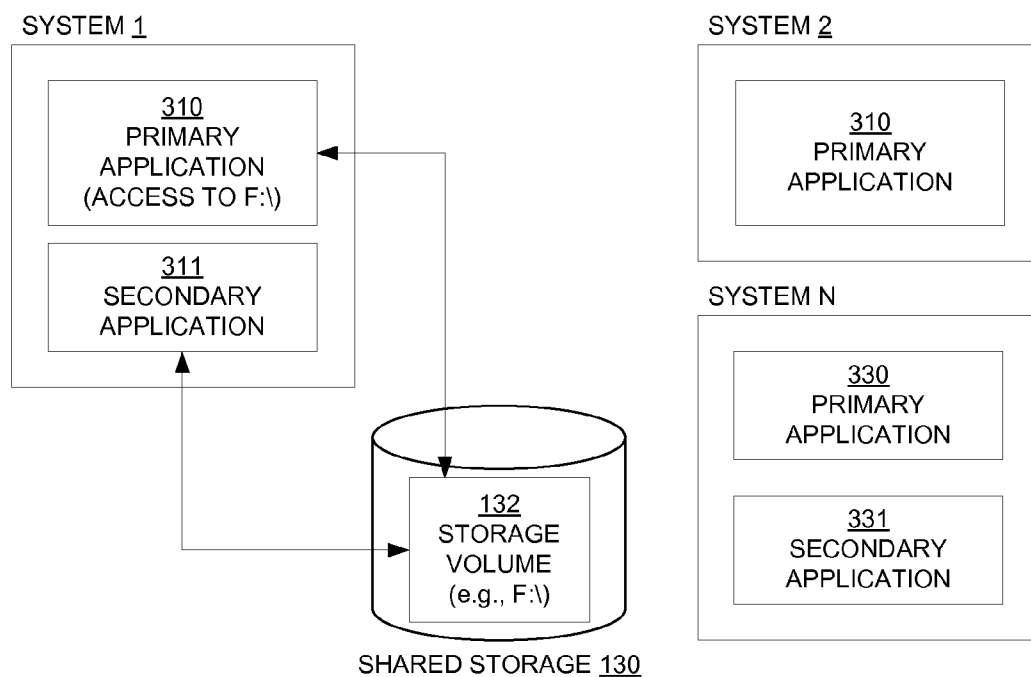 SYSTEM 1
310
PRIMARY
APPLICATION
(ACCESS TO F:\)
311
SECONDARY
APPLICATION
SYSTEM 2
310
PRIMARY
APPLICATION
SYSTEM N
330
PRIMARY
APPLICATION
331
SECONDARY
APPLICATION
132
STORAGE
VOLUME
(e.g., F:\)
SHARED STORAGE 130